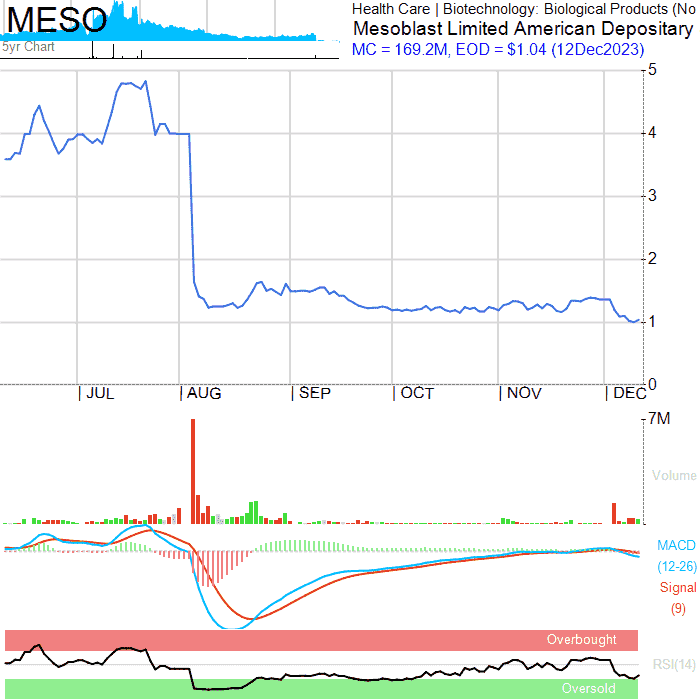 MESO
5yr Chart
Health Care | Biotechnology: Biological Products (No
Mesoblast Limited American Depositary
MC = 169.2M, EOD = $1.04 (12Dec2023)
5
4
3
2
1
0
JUL AUG SEP OCT NOV DEC
7M
Volume
MACD
(12-26)
Signal
(9)
Overbought
RSI(14)
Oversold